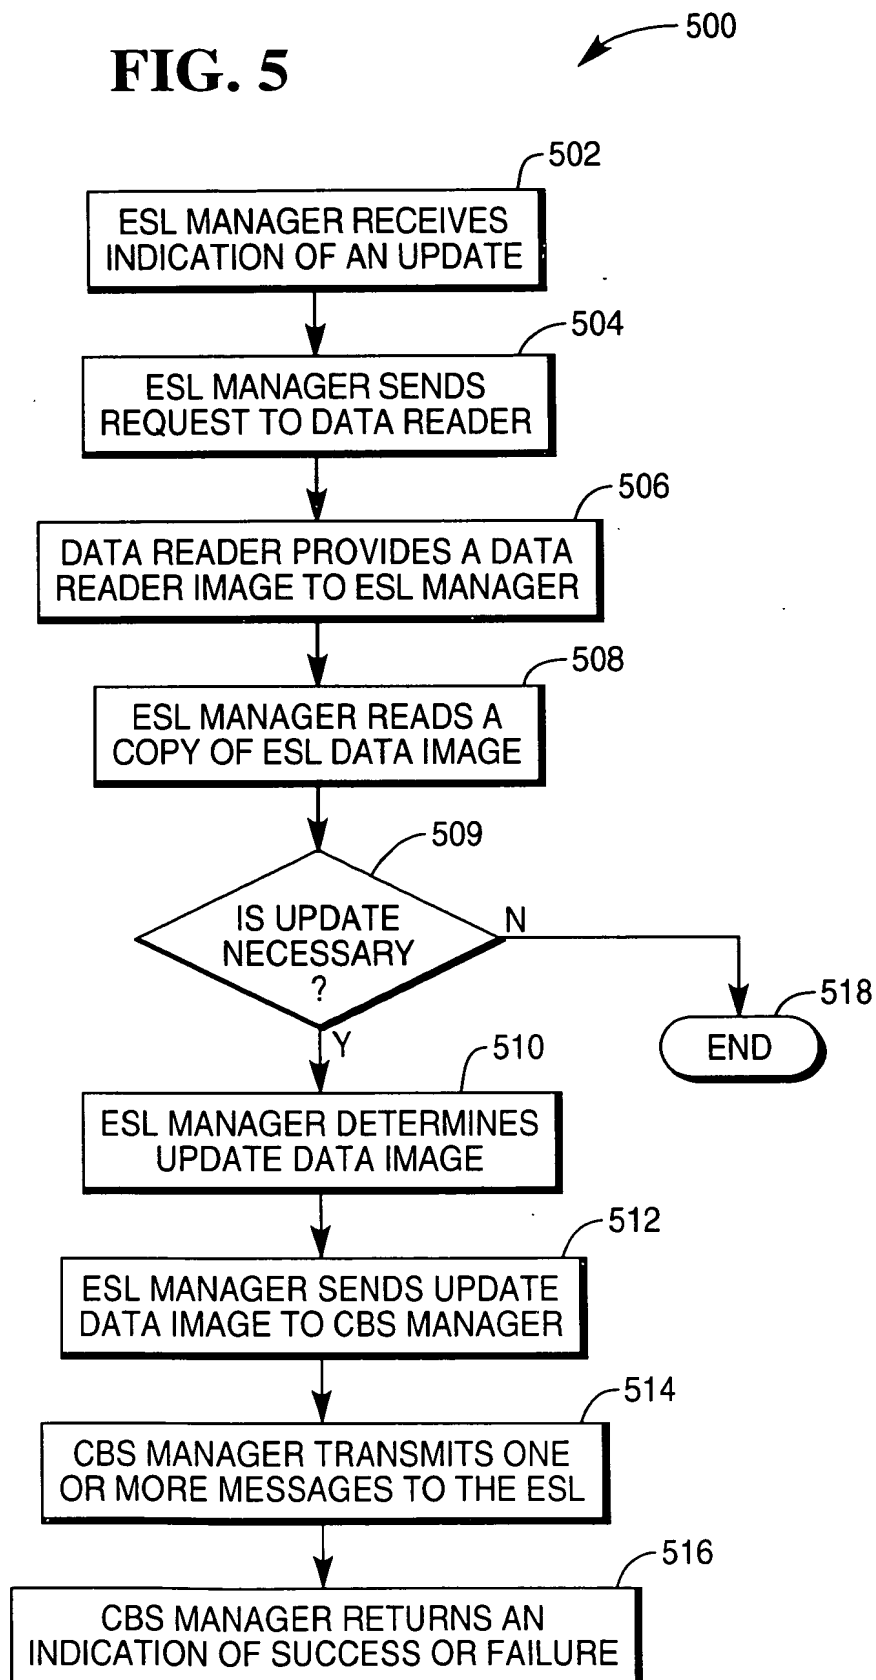 FIG. 5
500
502
ESL MANAGER RECEIVES
INDICATION OF AN UPDATE
504
ESL MANAGER SENDS
REQUEST TO DATA READER
506
DATA READER PROVIDES A DATA
READER IMAGE TO ESL MANAGER
508
ESL MANAGER READS A
COPY OF ESL DATA IMAGE
509
IS UPDATE
NECESSARY
?
N
518
END
Y
510
ESL MANAGER DETERMINES
UPDATE DATA IMAGE
512
ESL MANAGER SENDS UPDATE
DATA IMAGE TO CBS MANAGER
514
CBS MANAGER TRANSMITS ONE
OR MORE MESSAGES TO THE ESL
516
CBS MANAGER RETURNS AN
INDICATION OF SUCCESS OR FAILURE